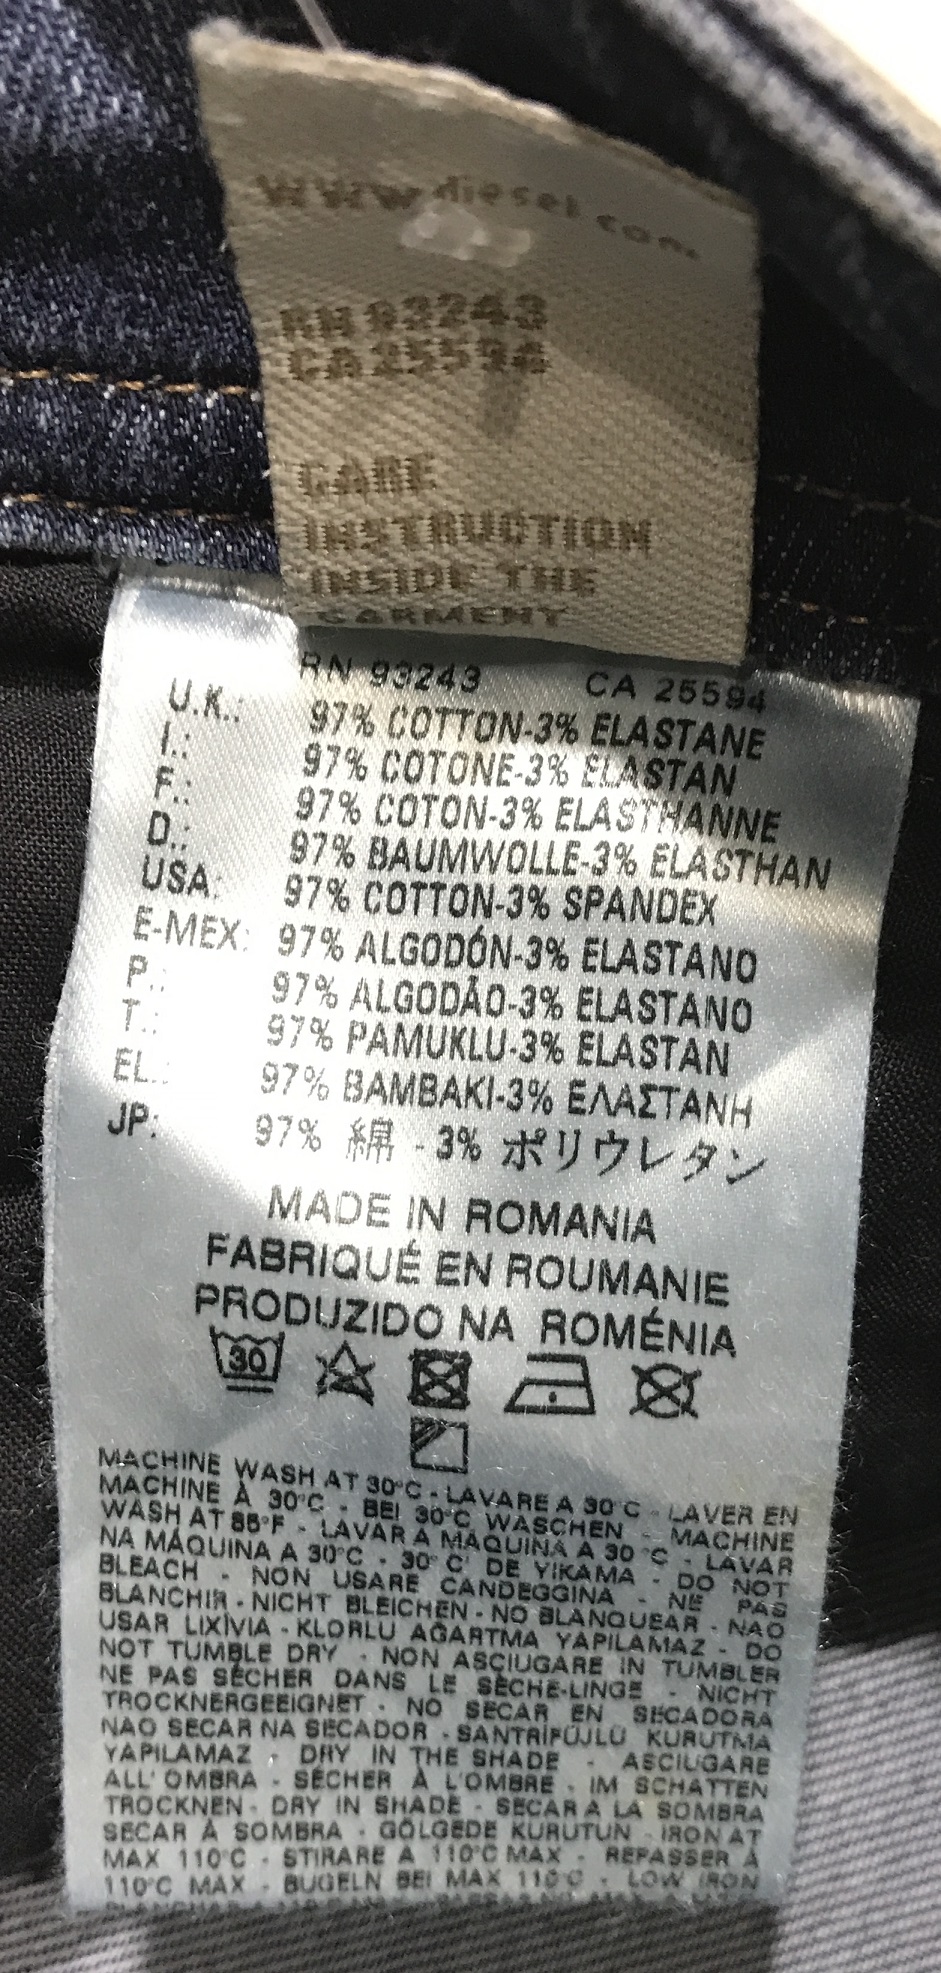 www.diesel.com
RN 93243
CA 25594
CARE
INSTRUCTION
INSIDE THE
GARMENT
RN 93243 CA 25594
U.K.: 97% COTTON-3% ELASTANE
I.: 97% COTONE-3% ELASTAN
F.: 97% COTON-3% ELASTHANNE
D.: 97% BAUMWOLLE-3% ELASTHAN
USA: 97% COTTON-3% SPANDEX
E-MEX: 97% ALGODÓN-3% ELASTANO
P.: 97% ALGODÃO-3% ELASTANO
T.: 97% PAMUKLU-3% ELASTAN
EL.: 97% BAMBAKI-3% ΕΛΑΣΤΑΝΗ
JP: 97% 綿 - 3% ポリウレタン
MADE IN ROMANIA
FABRIQUÉ EN ROUMANIE
PRODUZIDO NA ROMÉNIA
30
MACHINE WASH AT 30°C - LAVARE A 30°C - LAVER EN
MACHINE À 30°C - BEI 30°C WASCHEN - MACHINE
WASH AT 85°F - LAVAR A MÁQUINA A 30 °C - LAVAR
NA MÁQUINA A 30°C - 30° C' DE YIKAMA - DO NOT
BLEACH - NON USARE CANDEGGINA - NE PAS
BLANCHIR - NICHT BLEICHEN - NO BLANQUEAR - NAO
USAR LIXÍVIA - KLORLU AĞARTMA YAPILAMAZ - DO
NOT TUMBLE DRY - NON ASCIUGARE IN TUMBLER
NE PAS SÉCHER DANS LE SÈCHE-LINGE - NICHT
TROCKNERGEEIGNET - NO SECAR EN SECADORA
NAO SECAR NA SECADOR - SANTRİFÜJLÜ KURUTMA
YAPILAMAZ - DRY IN THE SHADE - ASCIUGARE
ALL' OMBRA - SÉCHER À L'OMBRE - IM SCHATTEN
TROCKNEN - DRY IN SHADE - SECAR A LA SOMBRA
SECAR À SOMBRA - GÖLGEDE KURUTUN - IRON AT
MAX 110°C - STIRARE A 110°C MAX - REPASSER À
110°C MAX - BUGELN BEI MAX 110°C - LOW IRON